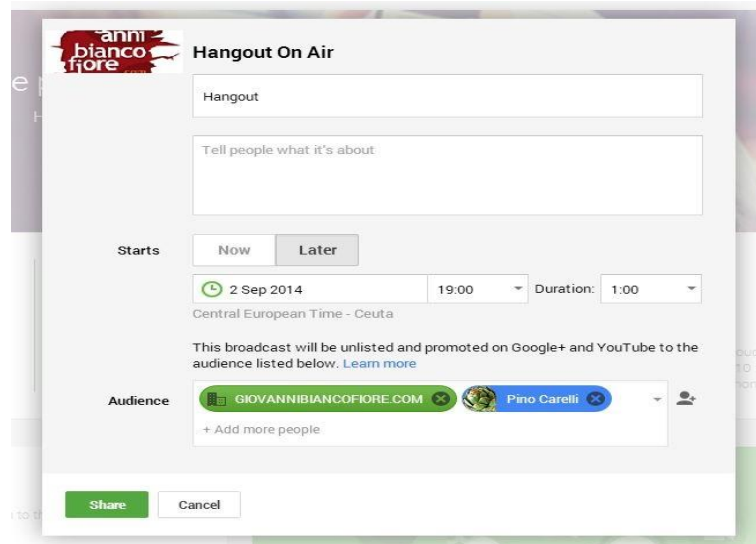 anni
bianco
fiore
Hangout On Air
Hangout
Tell people what it's about
Starts
Now
Later
2 Sep 2014
19:00
Duration:
1:00
Central European Time - Ceuta
This broadcast will be unlisted and promoted on Google+ and YouTube to the
audience listed below. Learn more
Audience
GIOVANNIBIANCOFIORE.COM
Pino Carelli
+ Add more people
Share
Cancel